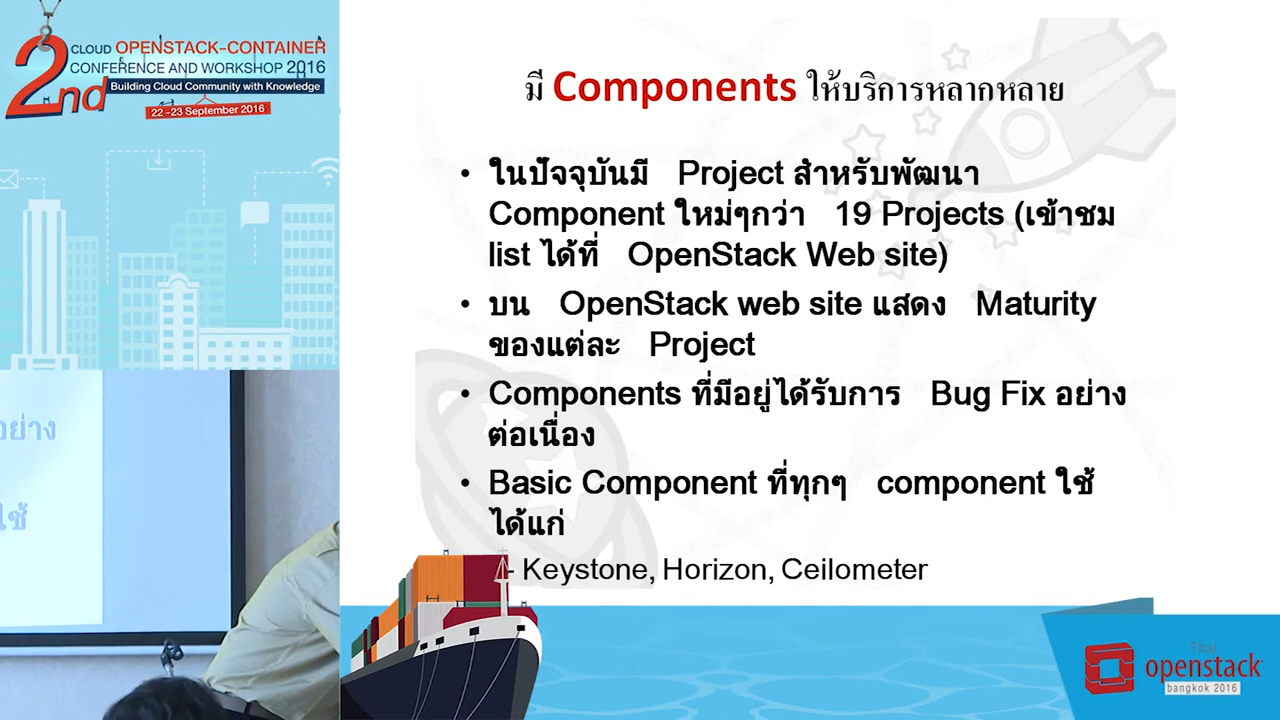 2nd
CLOUD OPENSTACK-CONTAINER
CONFERENCE AND WORKSHOP 2016
Building Cloud Community with Knowledge
22 -23 September 2016
มี Components ให้บริการหลากหลาย
• ในปัจจุบันมี Project สำหรับพัฒนา
Component ใหม่ๆกว่า 19 Projects (เข้าชม
list ได้ที่ OpenStack Web site)
• บน OpenStack web site แสดง Maturity
ของแต่ละ Project
• Components ที่มีอยู่ได้รับการ Bug Fix อย่าง
ต่อเนื่อง
• Basic Component ที่ทุกๆ component ใช้
ได้แก่
- Keystone, Horizon, Ceilometer
อย่าง
ใช้
Thai
openstack
bangkok 2016